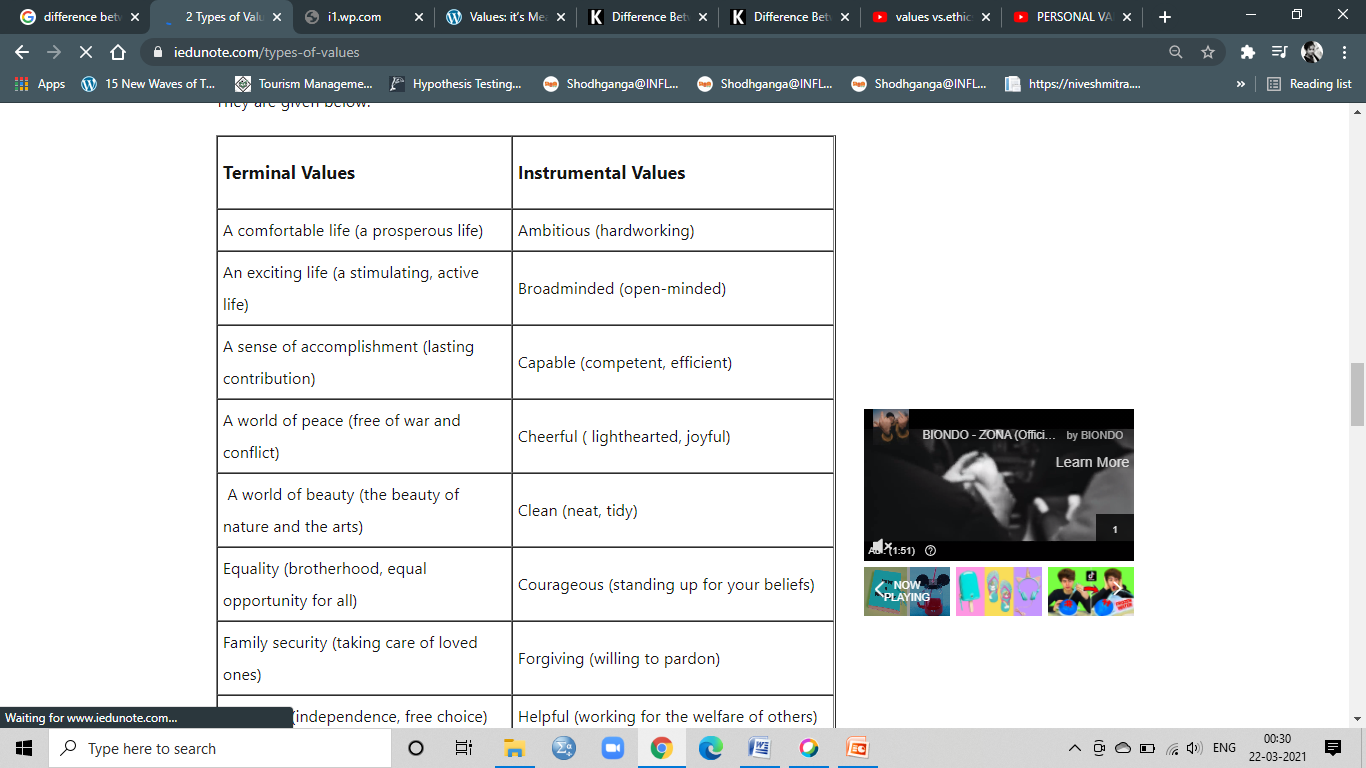 difference betw
2 Types of Valu
i1.wp.com
Values: it's Mea
Difference Betw
Difference Betw
values vs.ethic
PERSONAL VA
iedunote.com/types-of-values
Apps
15 New Waves of T...
Tourism Manageme...
Hypothesis Testing...
Shodhganga@INFL...
Shodhganga@INFL...
Shodhganga@INFL...
https://niveshmitra....
»
Reading list
They are given below:
Terminal Values
Instrumental Values
A comfortable life (a prosperous life)
Ambitious (hardworking)
An exciting life (a stimulating, active
life)
Broadminded (open-minded)
A sense of accomplishment (lasting
contribution)
Capable (competent, efficient)
A world of peace (free of war and
conflict)
Cheerful ( lighthearted, joyful)
A world of beauty (the beauty of
nature and the arts)
Clean (neat, tidy)
Equality (brotherhood, equal
opportunity for all)
Courageous (standing up for your beliefs)
Family security (taking care of loved
ones)
Forgiving (willing to pardon)
(independence, free choice)
Helpful (working for the welfare of others)
BIONDO - ZONA (Offici... by BIONDO
Learn More
1
(1:51)
NOW
PLAYING
Waiting for www.iedunote.com...
Type here to search
ENG
00:30
22-03-2021